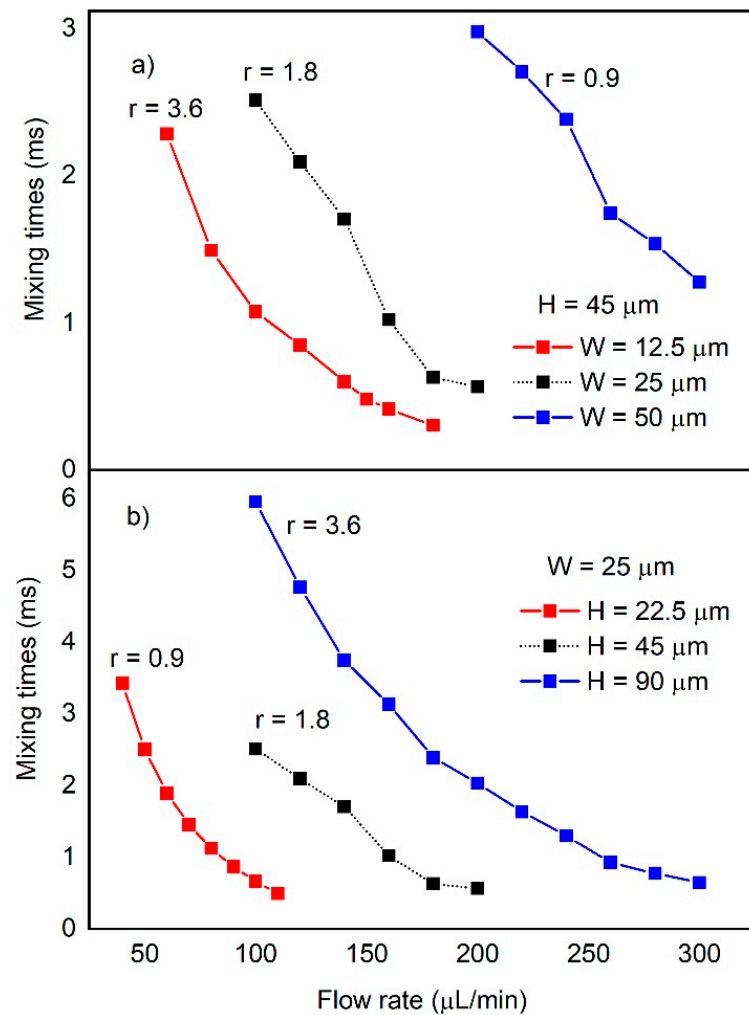 3
a)
r = 1.8
r = 0.9
r = 3.6
2
Mixing times (ms)
H = 45 μm
1
W = 12.5 μm
W = 25 μm
W = 50 μm
0
6
b)
r = 3.6
W = 25 μm
5
H = 22.5 μm
H = 45 μm
4
H = 90 μm
r = 0.9
3
r = 1.8
Mixing times (ms)
2
1
0
50 100 150 200 250 300
Flow rate (μL/min)